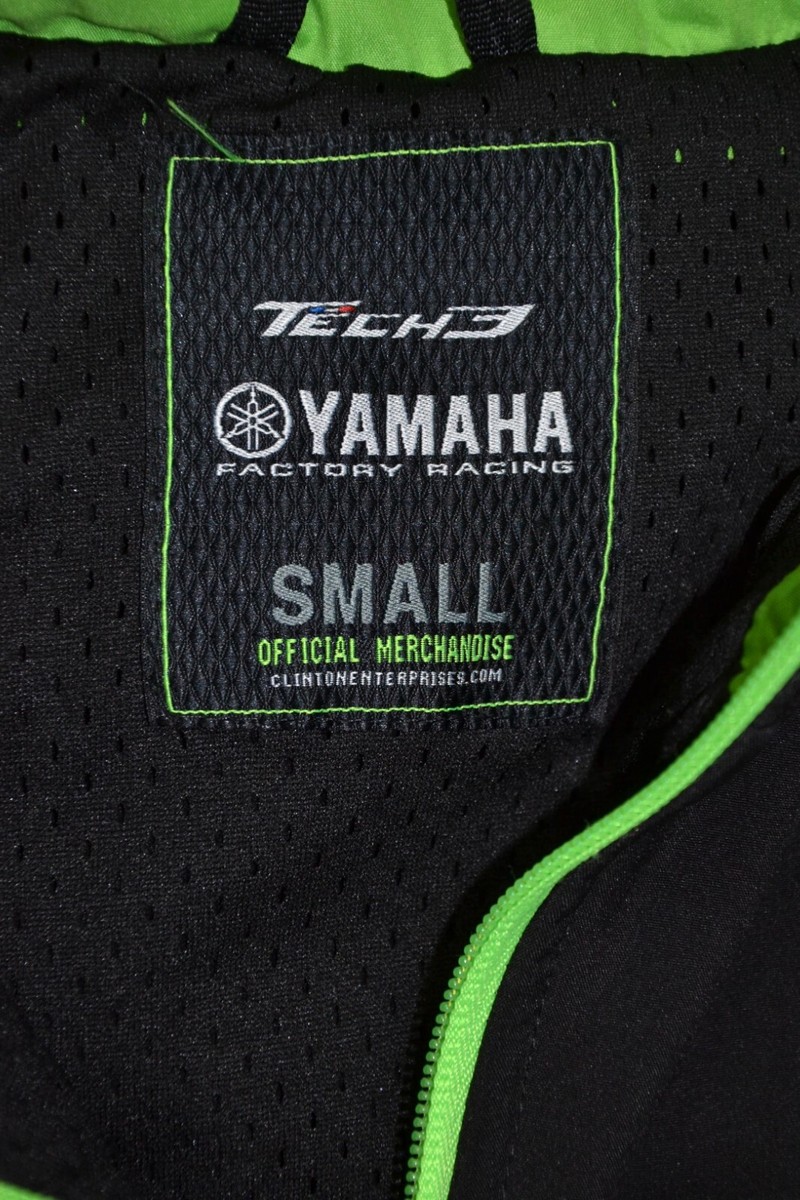 TECH3
YAMAHA
FACTORY RACING
SMALL
OFFICIAL MERCHANDISE
CLINTONENTERPRISES.COM